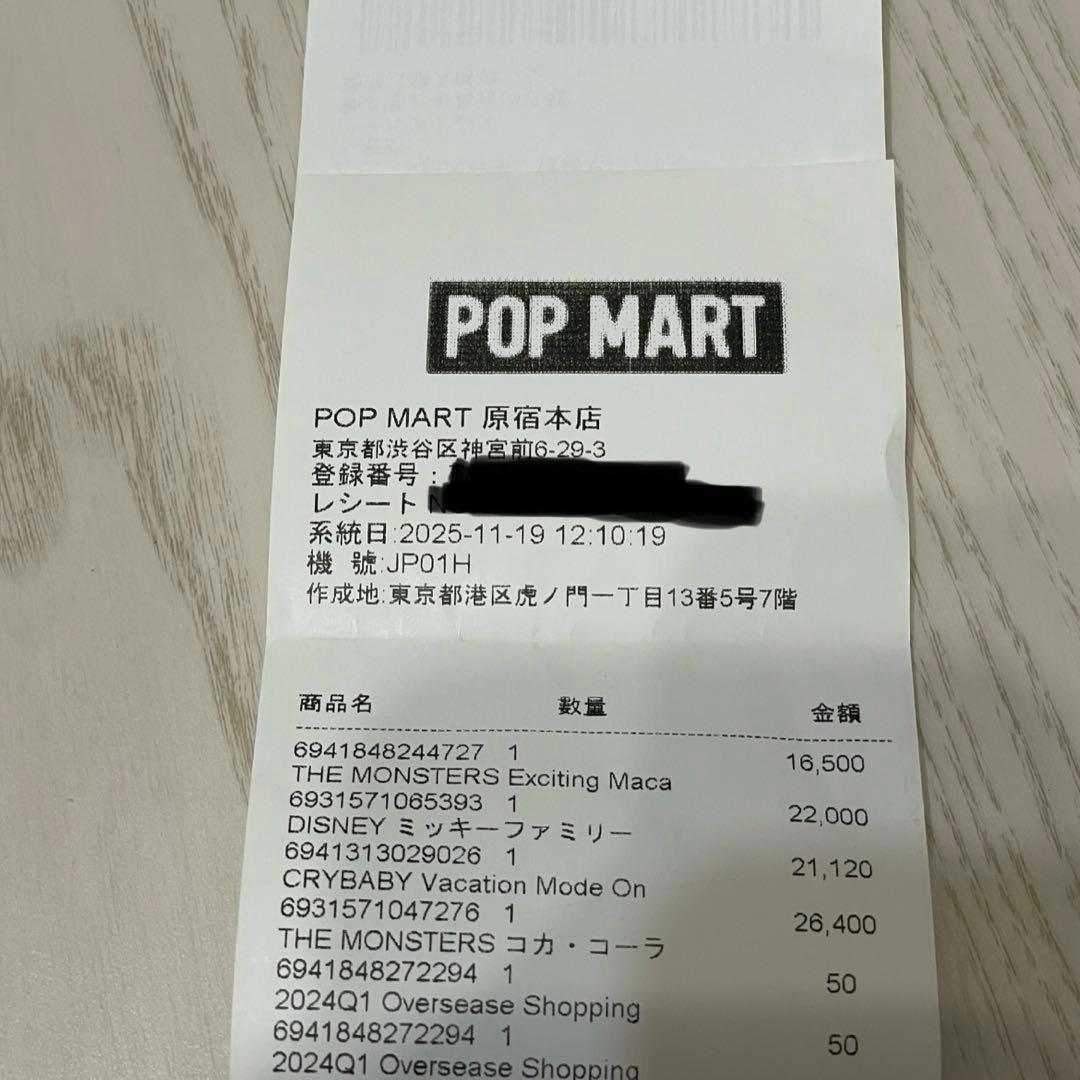 POP MART
POP MART 原宿本店
東京都渋谷区神宮前6-29-3
登録番号:
レシート
系統日:2025-11-19 12:10:19
機 號:JP01H
作成地:東京都港区虎ノ門一丁目13番5号7階
商品名 數量 金額
6941848244727 1 16,500
THE MONSTERS Exciting Maca
6931571065393 1 22,000
DISNEY ミッキーファミリー
6941313029026 1 21,120
CRYBABY Vacation Mode On
6931571047276 1 26,400
THE MONSTERS コカ・コーラ
6941848272294 1 50
2024Q1 Oversease Shopping
6941848272294 1 50
2024Q1 Oversease Shopping